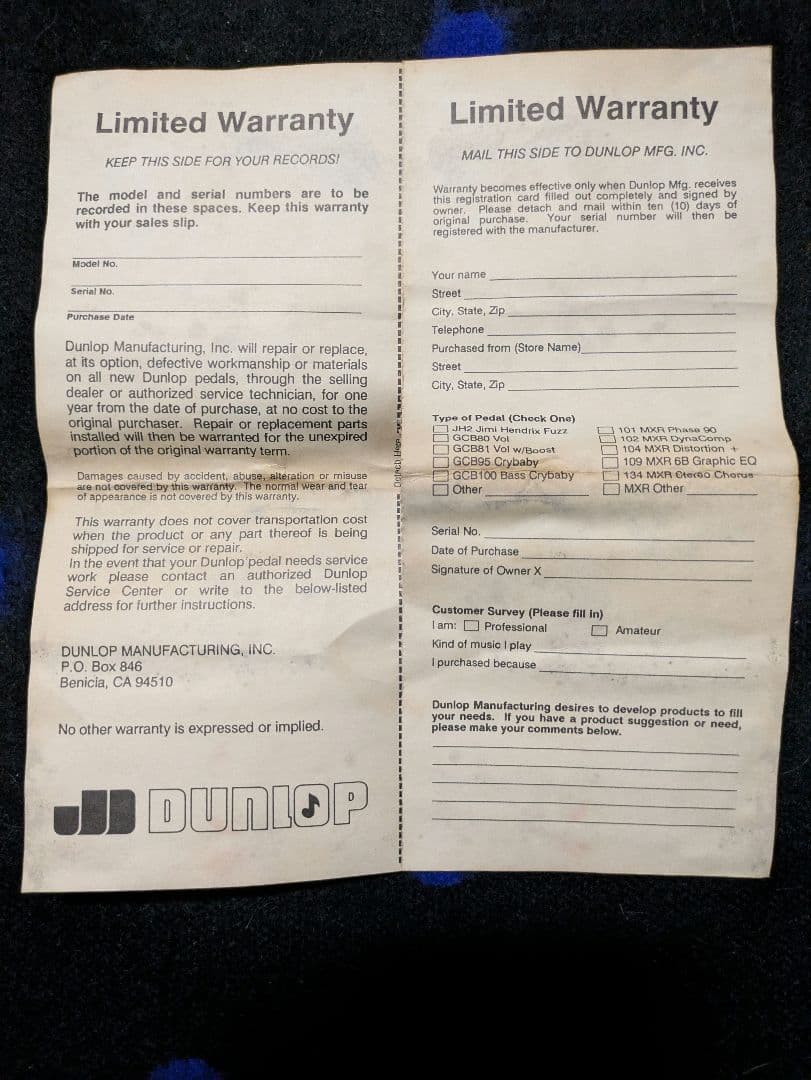 Limited Warranty
KEEP THIS SIDE FOR YOUR RECORDS!
The model and serial numbers are to be
recorded in these spaces. Keep this warranty
with your sales slip.
Model No.
Serial No.
Purchase Date
Dunlop Manufacturing, Inc. will repair or replace,
at its option, defective workmanship or materials
on all new Dunlop pedals, through the selling
dealer or authorized service technician, for one
year from the date of purchase, at no cost to the
original purchaser. Repair or replacement parts
installed will then be warranted for the unexpired
portion of the original warranty term.
Damages caused by accident, abuse, alteration or misuse
are not covered by this warranty. The normal wear and tear
of appearance is not covered by this warranty.
This warranty does not cover transportation cost
when the product or any part thereof is being
shipped for service or repair.
In the event that your Dunlop pedal needs service
work please contact an authorized Dunlop
Service Center or write to the below-listed
address for further instructions.
DUNLOP MANUFACTURING, INC.
P.O. Box 846
Benicia, CA 94510
No other warranty is expressed or implied.
DUNLOP
Detach Here
Limited Warranty
MAIL THIS SIDE TO DUNLOP MFG. INC.
Warranty becomes effective only when Dunlop Mfg. receives
this registration card filled out completely and signed by
owner. Please detach and mail within ten (10) days of
original purchase. Your serial number will then be
registered with the manufacturer.
Your name
Street
City, State, Zip
Telephone
Purchased from (Store Name)
Street
City, State, Zip
Type of Pedal (Check One)
JH2 Jimi Hendrix Fuzz
GCB80 Vol
GCB81 Vol w/Boost
GCB95 Crybaby
GCB100 Bass Crybaby
Other
101 MXR Phase 90
102 MXR DynaComp
104 MXR Distortion +
109 MXR 6B Graphic EQ
134 MXR Stereo Chorus
MXR Other
Serial No.
Date of Purchase
Signature of Owner X
Customer Survey (Please fill in)
I am: Professional Amateur
Kind of music I play
I purchased because
Dunlop Manufacturing desires to develop products to fill
your needs. If you have a product suggestion or need,
please make your comments below.